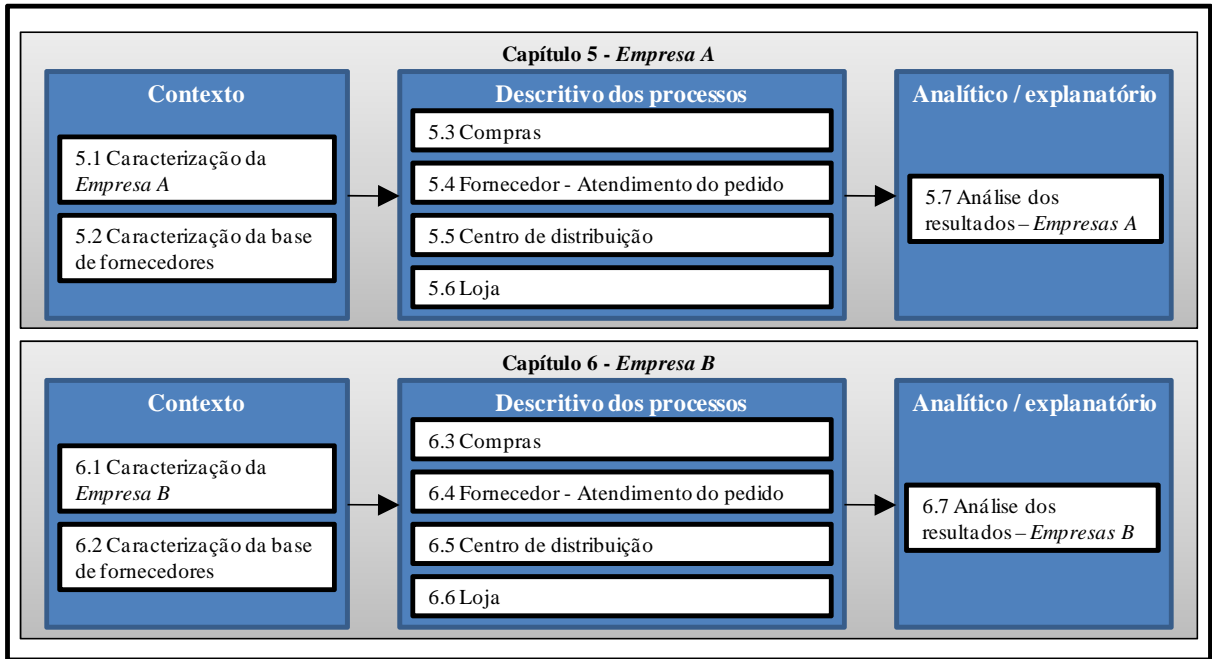 Capítulo 5 - Empresa A
Contexto
5.1 Caracterização da
Empresa A
5.2 Caracterização da base
de fornecedores
Descritivo dos processos
5.3 Compras
5.4 Fornecedor - Atendimento do pedido
5.5 Centro de distribuição
5.6 Loja
Analítico / explanatório
5.7 Análise dos
resultados – Empresas A
Capítulo 6 - Empresa B
Contexto
6.1 Caracterização da
Empresa B
6.2 Caracterização da base
de fornecedores
Descritivo dos processos
6.3 Compras
6.4 Fornecedor - Atendimento do pedido
6.5 Centro de distribuição
6.6 Loja
Analítico / explanatório
6.7 Análise dos
resultados – Empresas B